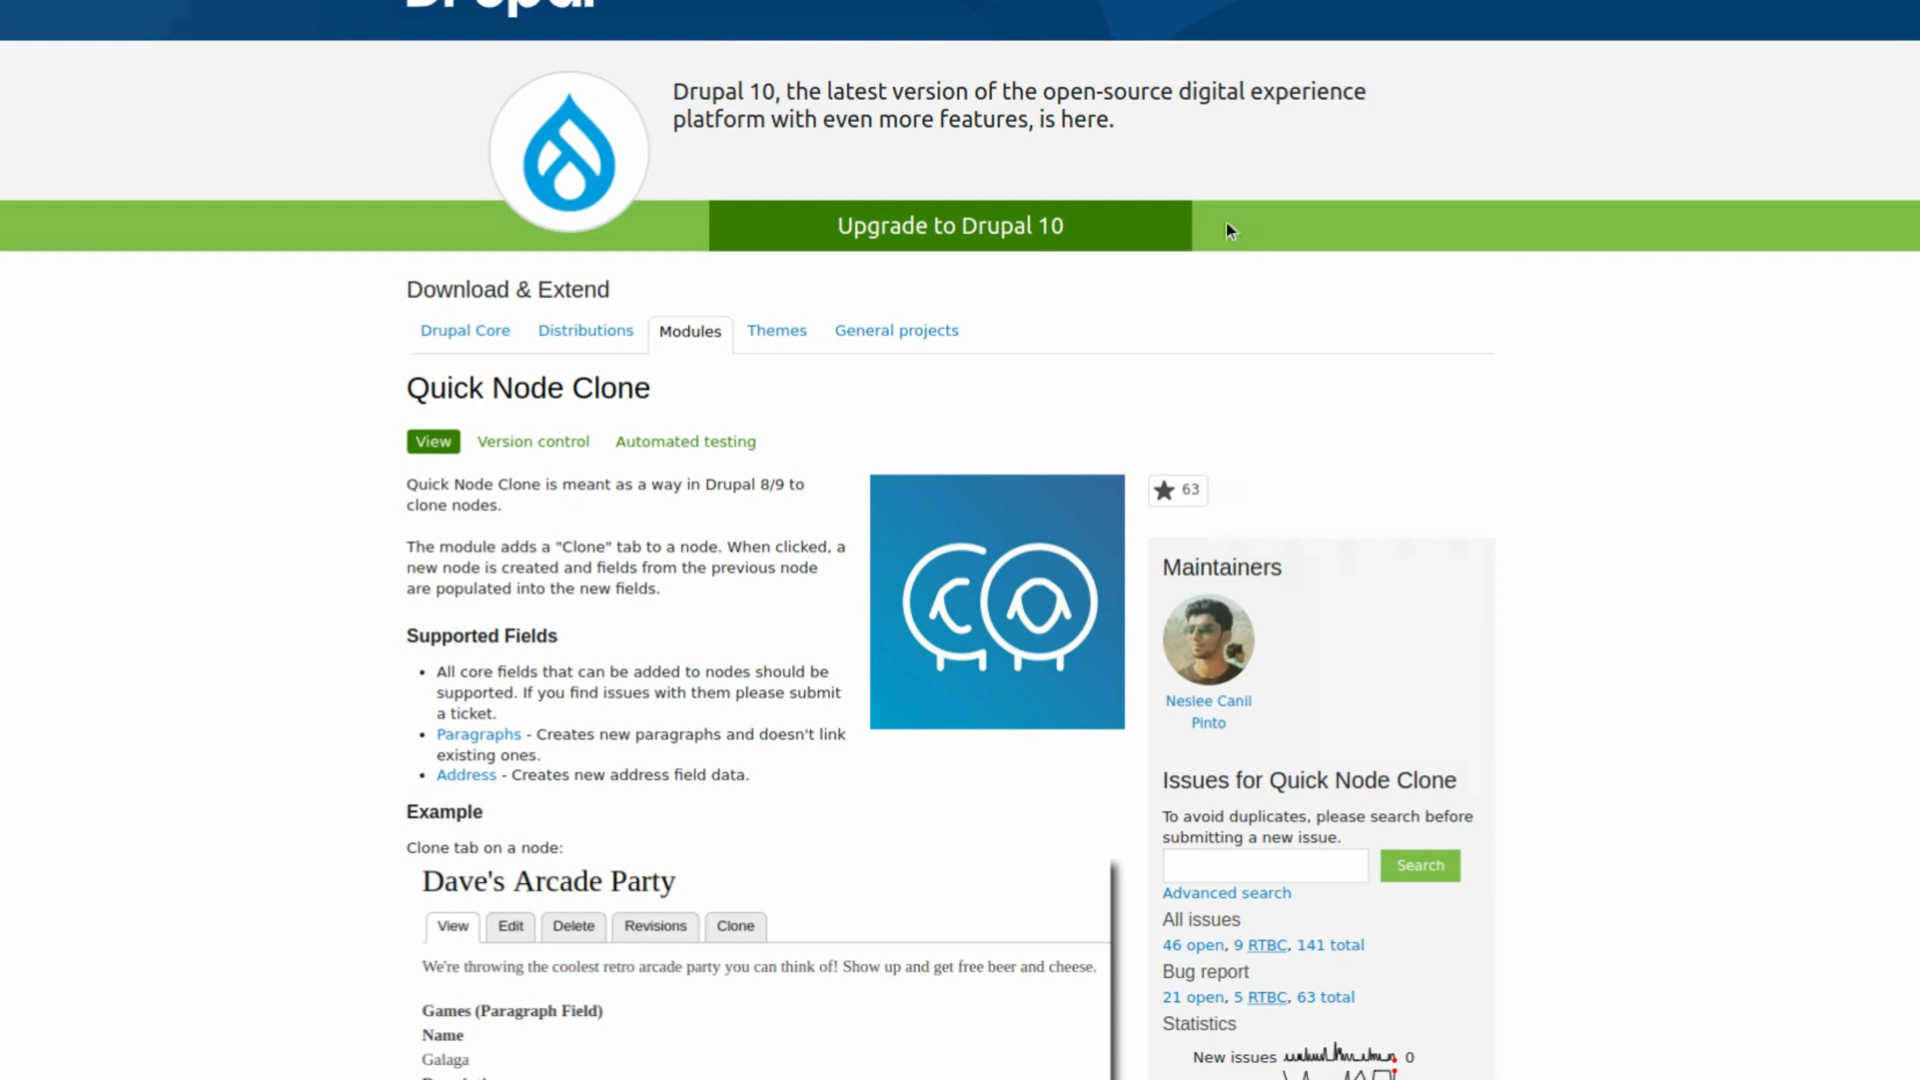 Drupal
Drupal 10, the latest version of the open-source digital experience
platform with even more features, is here.
Upgrade to Drupal 10
Download & Extend
Drupal Core Distributions Modules Themes General projects
Quick Node Clone
View Version control Automated testing
Quick Node Clone is meant as a way in Drupal 8/9 to
clone nodes.
The module adds a "Clone" tab to a node. When clicked, a
new node is created and fields from the previous node
are populated into the new fields.
Supported Fields
• All core fields that can be added to nodes should be
supported. If you find issues with them please submit
a ticket.
• Paragraphs - Creates new paragraphs and doesn't link
existing ones.
• Address - Creates new address field data.
Example
Clone tab on a node:
Dave's Arcade Party
View Edit Delete Revisions Clone
We're throwing the coolest retro arcade party you can think of! Show up and get free beer and cheese.
Games (Paragraph Field)
Name
Galaga
63
Maintainers
Neslee Canil
Pinto
Issues for Quick Node Clone
To avoid duplicates, please search before
submitting a new issue.
Search
Advanced search
All issues
46 open, 9 RTBC, 141 total
Bug report
21 open, 5 RTBC, 63 total
Statistics
New issues 0